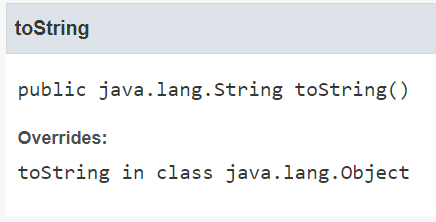 toString
public java.lang.String toString()
Overrides:
toString in class java.lang.Object